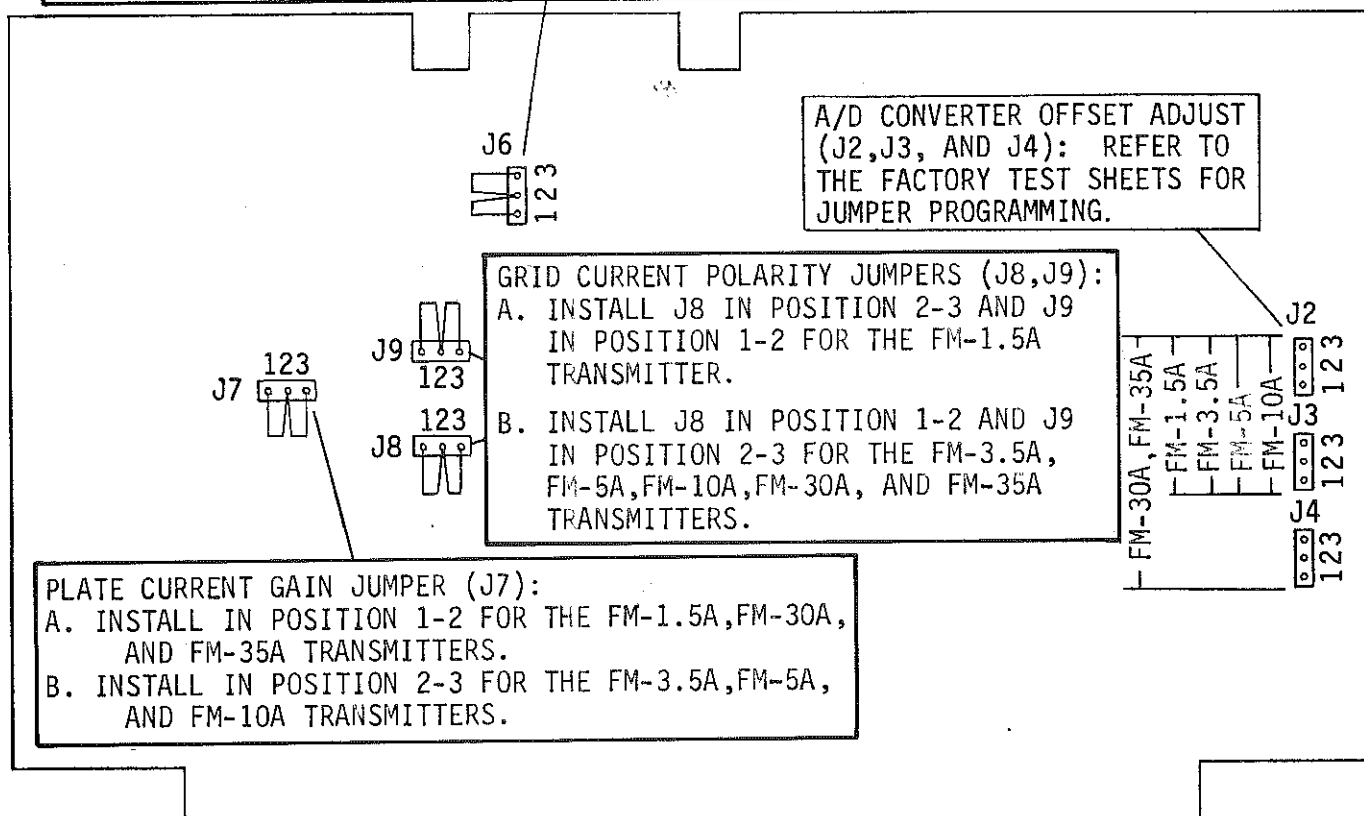 J6
1 2 3
A/D CONVERTER OFFSET ADJUST
(J2,J3, AND J4): REFER TO
THE FACTORY TEST SHEETS FOR
JUMPER PROGRAMMING.
GRID CURRENT POLARITY JUMPERS (J8,J9):
A. INSTALL J8 IN POSITION 2-3 AND J9
IN POSITION 1-2 FOR THE FM-1.5A
TRANSMITTER.
B. INSTALL J8 IN POSITION 1-2 AND J9
IN POSITION 2-3 FOR THE FM-3.5A,
FM-5A,FM-10A,FM-30A, AND FM-35A
TRANSMITTERS.
J9
123
J7
123
J8
123
FM-30A,FM-35A
FM-1.5A
FM-3.5A
FM-5A
FM-10A
J2
1 2 3
J3
123
J4
123
PLATE CURRENT GAIN JUMPER (J7):
A. INSTALL IN POSITION 1-2 FOR THE FM-1.5A,FM-30A,
AND FM-35A TRANSMITTERS.
B. INSTALL IN POSITION 2-3 FOR THE FM-3.5A,FM-5A,
AND FM-10A TRANSMITTERS.